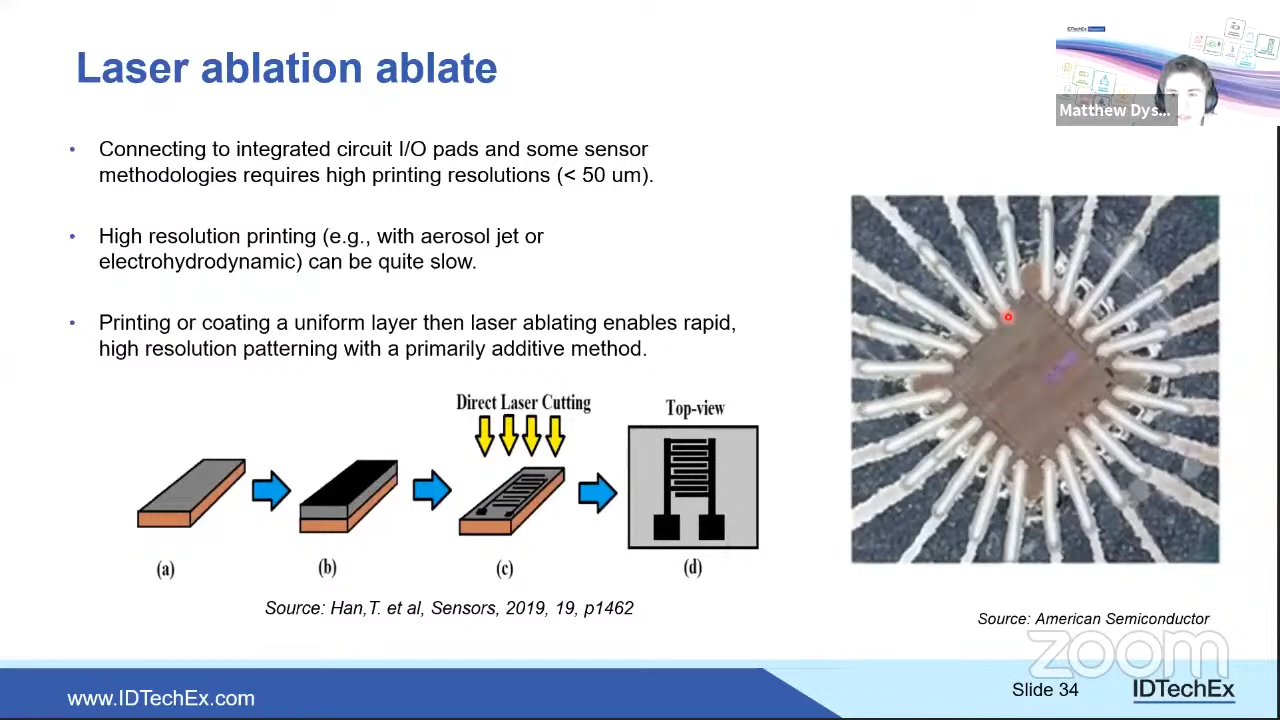 Laser ablation ablate
Matthew Dys...
• Connecting to integrated circuit I/O pads and some sensor
methodologies requires high printing resolutions (< 50 um).
• High resolution printing (e.g., with aerosol jet or
electrohydrodynamic) can be quite slow.
• Printing or coating a uniform layer then laser ablating enables rapid,
high resolution patterning with a primarily additive method.
Direct Laser Cutting
Top-view
(a)
(b)
(c)
(d)
Source: Han,T. et al, Sensors, 2019, 19, p1462
Source: American Semiconductor
zoom
www.IDTechEx.com
Slide 34
IDTechEx